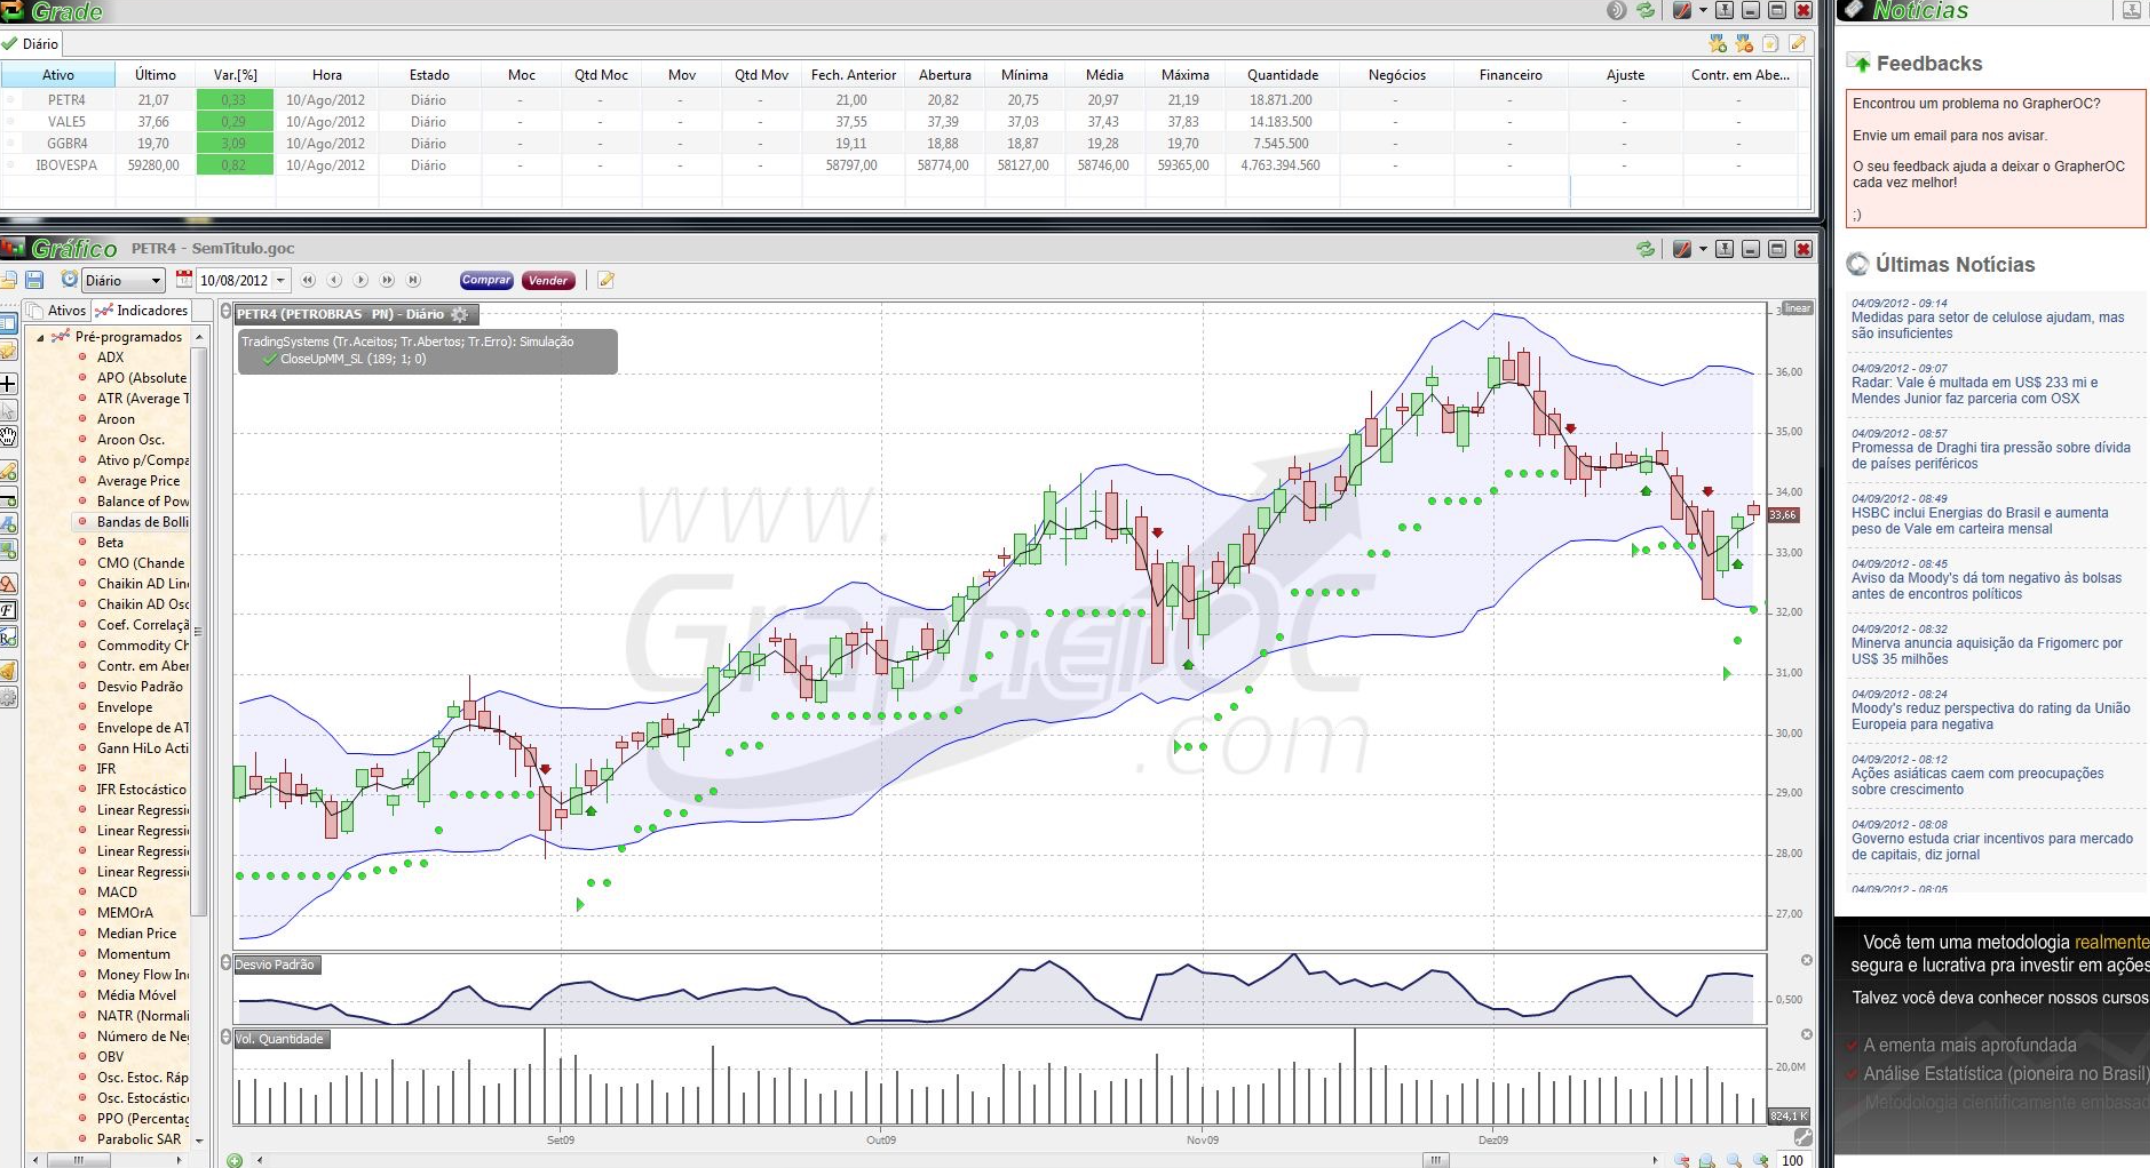 Grade
Notícias
Diário
Ativo Último Var.[%] Hora Estado Moc Qtd Moc Mov Qtd Mov Fech. Anterior Abertura Mínima Média Máxima Quantidade Negócios Financeiro Ajuste Contr. em Abe...
PETR4 21,07 0,33 10/Ago/2012 Diário - - - - 21,00 20,82 20,75 20,97 21,19 18.871.200 - - - -
VALE5 37,66 0,29 10/Ago/2012 Diário - - - - 37,55 37,39 37,03 37,43 37,83 14.183.500 - - - -
GGBR4 19,70 3,09 10/Ago/2012 Diário - - - - 19,11 18,88 18,87 19,28 19,70 7.545.500 - - - -
IBOVESPA 59280,00 0,82 10/Ago/2012 Diário - - - - 58797,00 58774,00 58127,00 58746,00 59365,00 4.763.394.560 - - - -
Gráfico PETR4 - SemTitulo.goc
Diário 10/08/2012 Comprar Vender
Ativos Indicadores
Pré-programados
ADX
APO (Absolute
ATR (Average T
Aroon
Aroon Osc.
Ativo p/Compa
Average Price
Balance of Pow
Bandas de Bolli
Beta
CMO (Chande
Chaikin AD Line
Chaikin AD Osc
Coef. Correlaçã
Commodity Ch
Contr. em Aber
Desvio Padrão
Envelope
Envelope de AT
Gann HiLo Acti
IFR
IFR Estocástico
Linear Regressi
Linear Regressi
Linear Regressi
Linear Regressi
MACD
MEMOrA
Median Price
Momentum
Money Flow In
Média Móvel
NATR (Normali
Número de Neg
OBV
Osc. Estoc. Ráp
Osc. Estocástic
PPO (Percentag
Parabolic SAR
PETR4 (PETROBRAS PN) - Diário
TradingSystems (Tr.Aceitos; Tr.Abertos; Tr.Erro): Simulação
CloseUpMM_SL (189; 1; 0)
www.
GrapherOC
.com
linear
36,00
35,00
34,00
33,66
33,00
32,00
31,00
30,00
29,00
28,00
27,00
Desvio Padrão
0,500
Vol. Quantidade
20,0M
824,1 K
Set09 Out09 Nov09 Dez09
100
Feedbacks
Encontrou um problema no GrapherOC?
Envie um email para nos avisar.
O seu feedback ajuda a deixar o GrapherOC
cada vez melhor!
;)
Últimas Notícias
04/09/2012 - 09:14
Medidas para setor de celulose ajudam, mas
são insuficientes
04/09/2012 - 09:07
Radar: Vale é multada em US$ 233 mi e
Mendes Junior faz parceria com OSX
04/09/2012 - 08:57
Promessa de Draghi tira pressão sobre dívida
de países periféricos
04/09/2012 - 08:49
HSBC inclui Energias do Brasil e aumenta
peso de Vale em carteira mensal
04/09/2012 - 08:45
Aviso da Moody's dá tom negativo às bolsas
antes de encontros políticos
04/09/2012 - 08:32
Minerva anuncia aquisição da Frigomerc por
US$ 35 milhões
04/09/2012 - 08:24
Moody's reduz perspectiva do rating da União
Europeia para negativa
04/09/2012 - 08:12
Ações asiáticas caem com preocupações
sobre crescimento
04/09/2012 - 08:08
Governo estuda criar incentivos para mercado
de capitais, diz jornal
04/09/2012 - 08:05
Você tem uma metodologia realmente
segura e lucrativa pra investir em ações
Talvez você deva conhecer nossos cursos
A ementa mais aprofundada
Análise Estatística (pioneira no Brasil)
Metodologia cientificamente embasad